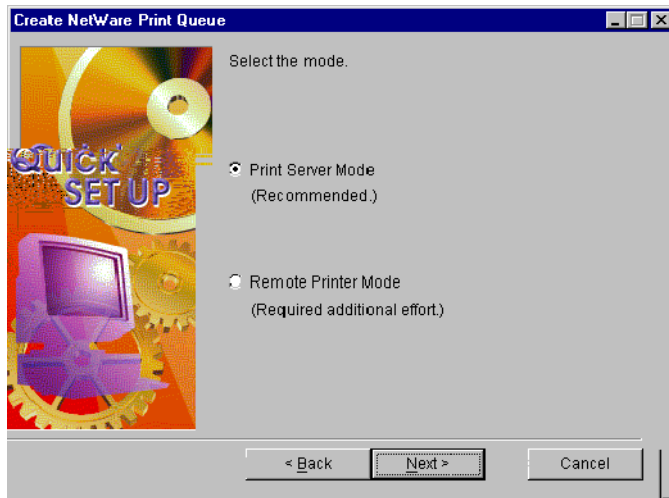 Create NetWare Print Queue
Select the mode.
QUICK
SET UP
Print Server Mode
(Recommended.)
Remote Printer Mode
(Required additional effort.)
< Back
Next >
Cancel